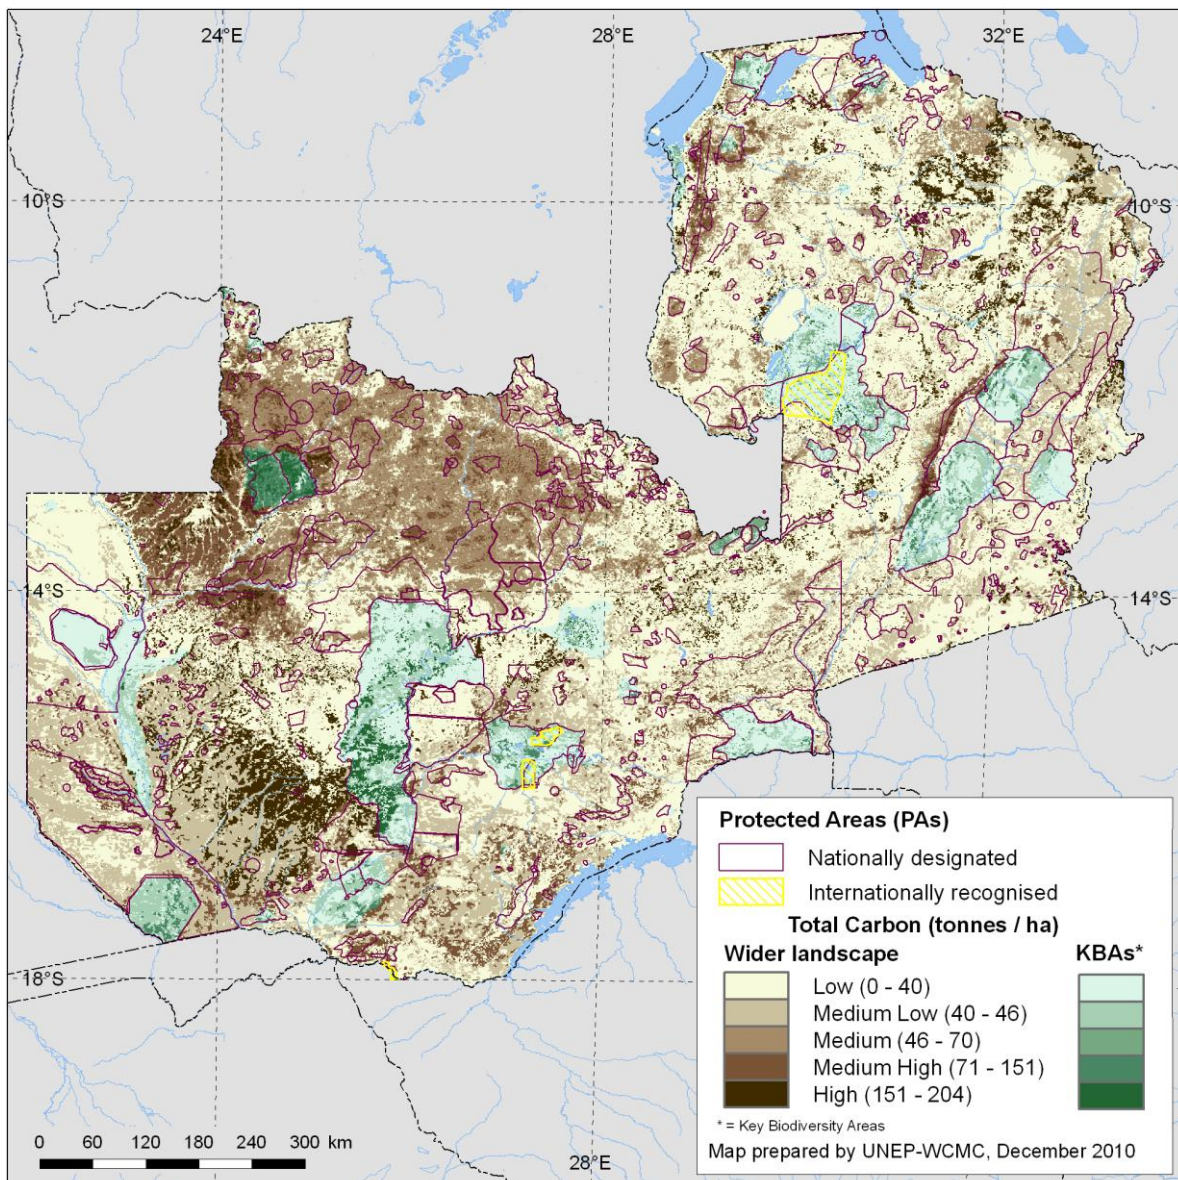 24°E 28°E 32°E
10°S 10°S
14°S 14°S
18°S
28°E
Protected Areas (PAs)
Nationally designated
Internationally recognised
Total Carbon (tonnes / ha)
Wider landscape KBAs*
Low (0 - 40)
Medium Low (40 - 46)
Medium (46 - 70)
Medium High (71 - 151)
High (151 - 204)
* = Key Biodiversity Areas
Map prepared by UNEP-WCMC, December 2010
0 60 120 180 240 300 km